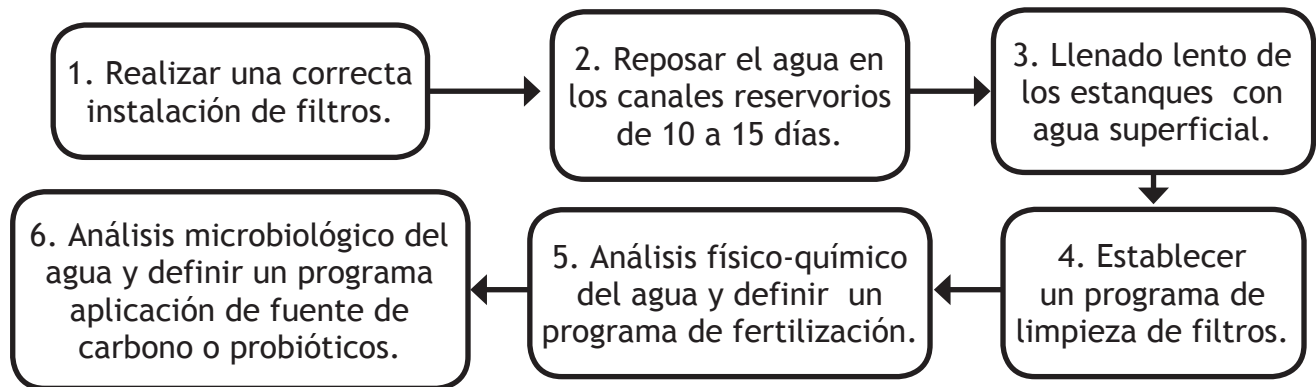 1. Realizar una correcta
instalación de filtros.
2. Reposar el agua en
los canales reservorios
de 10 a 15 días.
3. Llenado lento de
los estanques con
agua superficial.
4. Establecer
un programa de
limpieza de filtros.
5. Análisis físico-químico
del agua y definir un
programa de fertilización.
6. Análisis microbiológico del
agua y definir un programa
aplicación de fuente de
carbono o probióticos.